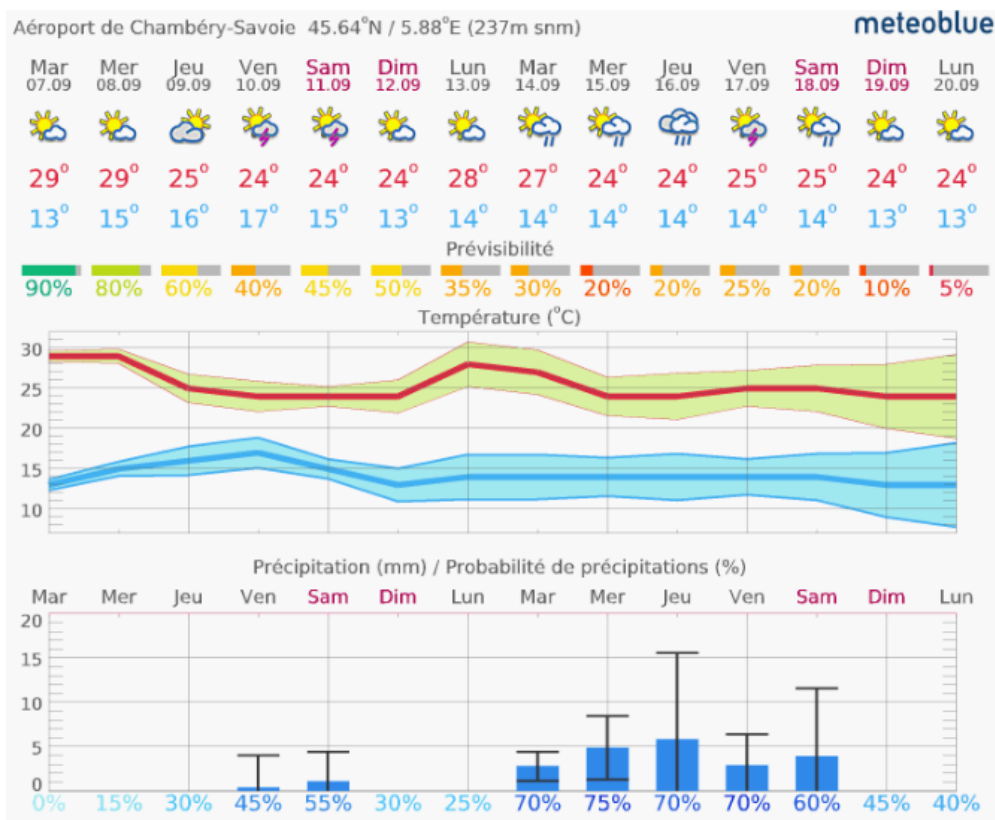 Aéroport de Chambéry-Savoie 45.64°N / 5.88°E (237m snm)
meteoblue
Mar Mer Jeu Ven Sam Dim Lun Mar Mer Jeu Ven Sam Dim Lun
07.09 08.09 09.09 10.09 11.09 12.09 13.09 14.09 15.09 16.09 17.09 18.09 19.09 20.09
29° 29° 25° 24° 24° 24° 28° 27° 24° 24° 25° 25° 24° 24°
13° 15° 16° 17° 15° 13° 14° 14° 14° 14° 14° 14° 13° 13°
Prévisibilité
90% 80% 60% 40% 45% 50% 35% 30% 20% 20% 25% 20% 10% 5%
Température (°C)
30
25
20
15
10
Précipitation (mm) / Probabilité de précipitations (%)
Mar Mer Jeu Ven Sam Dim Lun Mar Mer Jeu Ven Sam Dim Lun
20
15
10
5
0
0% 15% 30% 45% 55% 30% 25% 70% 75% 70% 70% 60% 45% 40%